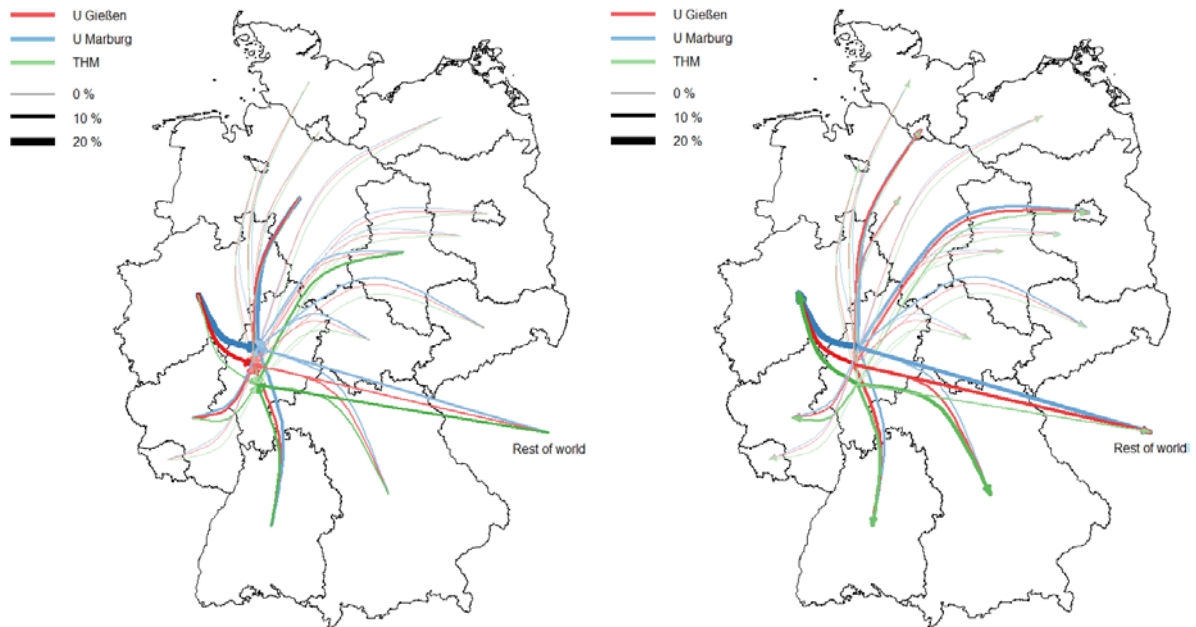 U Gießen
U Marburg
THM
0 %
10 %
20 %
Rest of world
U Gießen
U Marburg
THM
0 %
10 %
20 %
Rest of world